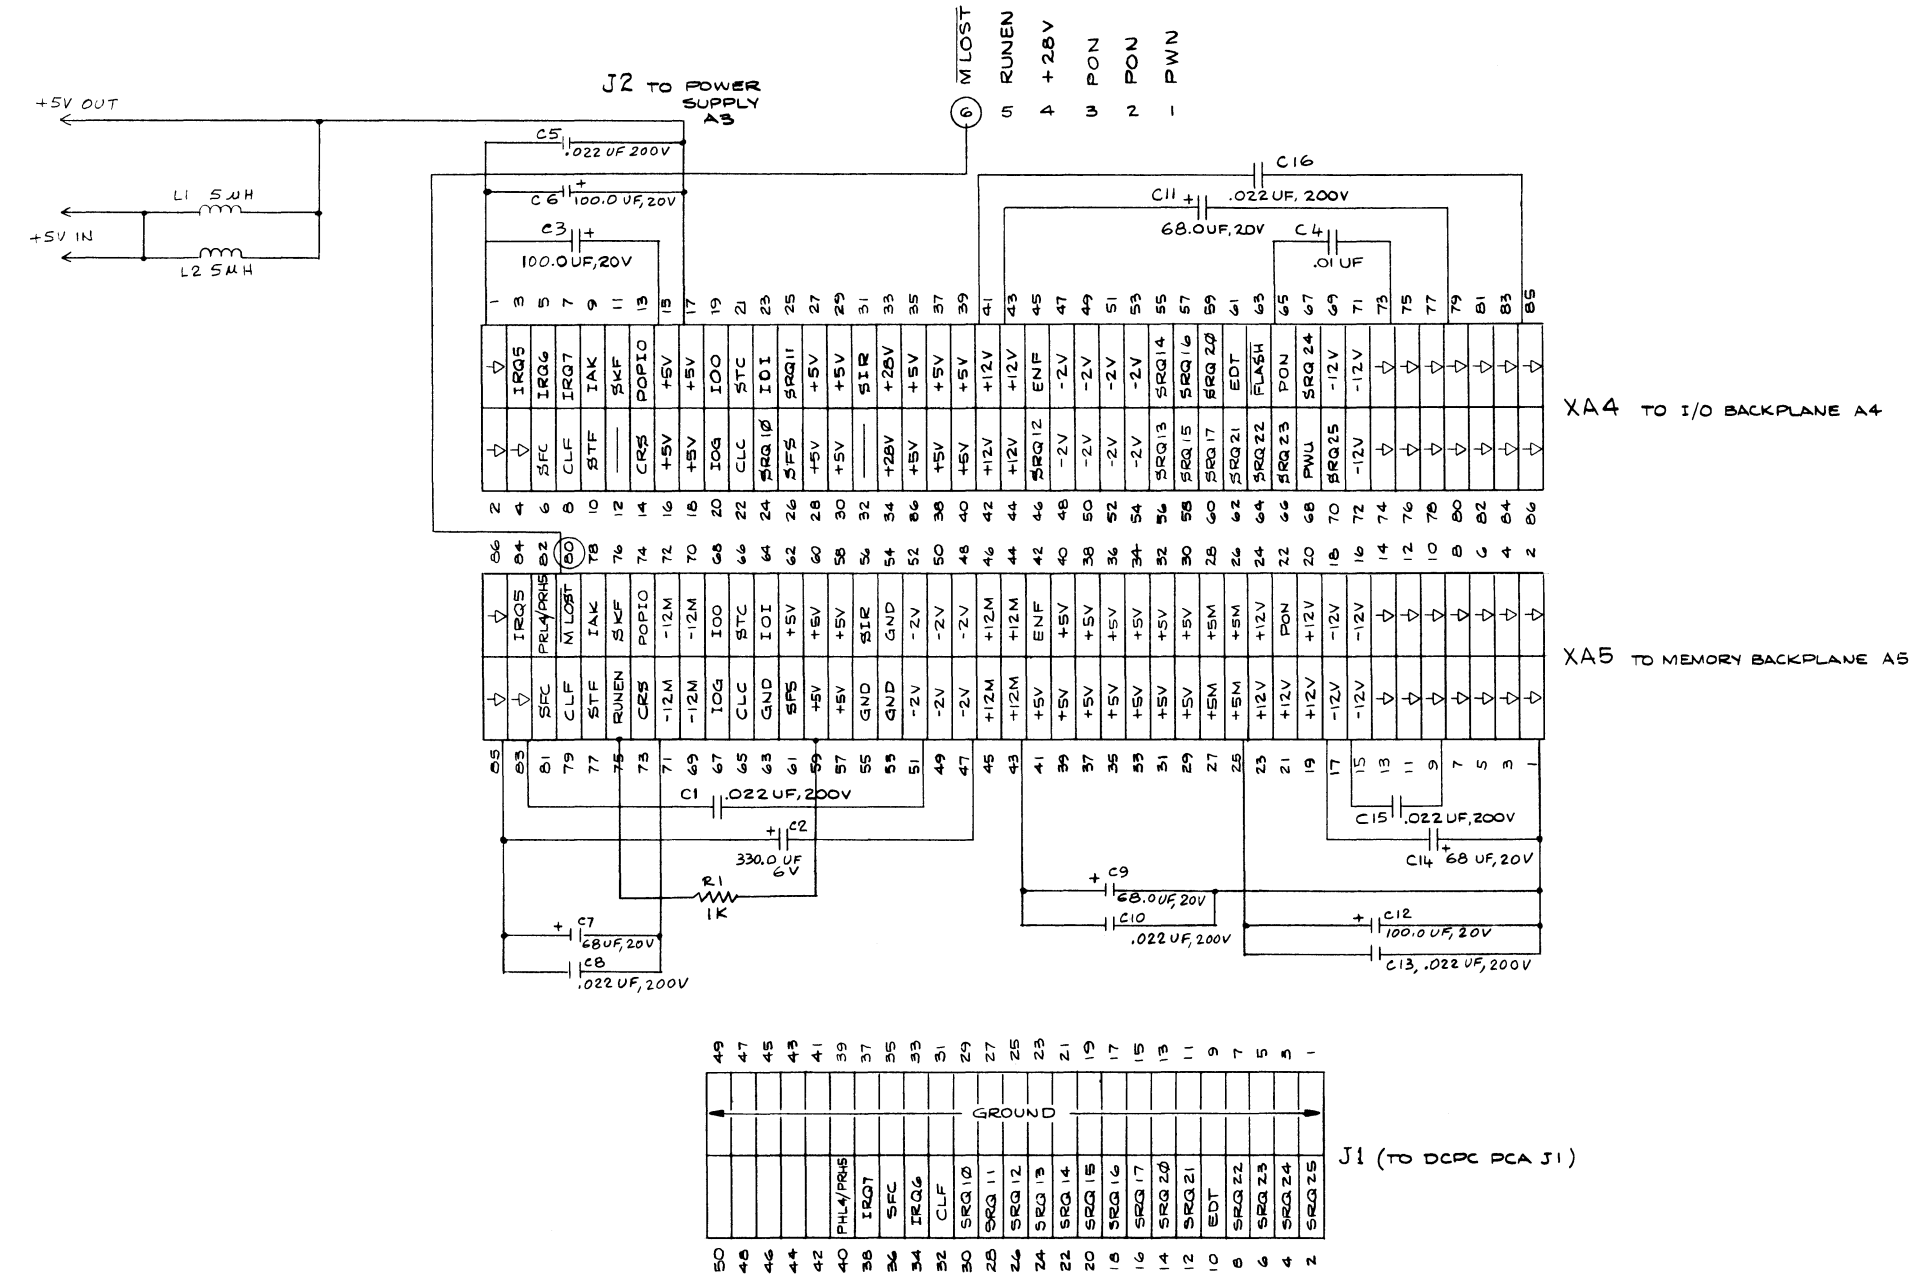 MLOST RUNEN +28V PON PON PWN
6 5 4 3 2 1
J2 TO POWER
SUPPLY
A3
+5V OUT
C5
.022 UF 200V
C6 + 100.0 UF, 20V
C3 +
100.0 UF, 20V
L1 5 µH
+5V IN
L2 5 µH
C16
.022 UF, 200V
C11 +
68.0 UF, 20V
C4
.01 UF
1 3 5 7 9 11 13 15 17 19 21 23 25 27 29 31 33 35 37 39 41 43 45 47 49 51 53 55 57 59 61 63 65 67 69 71 73 75 77 79 81 83 85
IRQ5 IRQ6 IRQ7 IAK SKF POPIO +5V +5V IOO STC IOI SRQ11 +5V +5V SIR +28V +5V +5V +5V +12V +12V ENF -2V -2V -2V -2V SRQ14 SRQ16 SRQ20 EDT FLASH PON SRQ24 -12V -12V
SFC CLF STF CRS +5V +5V IOG CLC SRQ10 SFS +5V +5V +28V +5V +5V +5V +12V +12V SRQ12 -2V -2V -2V -2V SRQ13 SRQ15 SRQ17 SRQ21 SRQ22 SRQ23 PWU SRQ25 -12V
2 4 6 8 10 12 14 16 18 20 22 24 26 28 30 32 34 36 38 40 42 44 46 48 50 52 54 56 58 60 62 64 66 68 70 72 74 76 78 80 82 84 86
XA4 TO I/O BACKPLANE A4
86 84 82 80 78 76 74 72 70 68 66 64 62 60 58 56 54 52 50 48 46 44 42 40 38 36 34 32 30 28 26 24 22 20 18 16 14 12 10 8 6 4 2
IRQ5 PRL4/PRH5 MLOST IAK SKF POPIO -12M -12M IOO STC IOI +5V +5V +5V SIR GND -2V -2V -2V +12M +12M ENF +5V +5V +5V +5V +5V +5V +5M +5M +12V PON +12V -12V -12V
SFC CLF STF RUNEN CRS -12M -12M IOG CLC GND SFS +5V +5V GND GND -2V -2V -2V +12M +12M +5V +5V +5V +5V +5V +5V +5V +5M +5M +12V +12V +12V -12V -12V
85 83 81 79 77 75 73 71 69 67 65 63 61 59 57 55 53 51 49 47 45 43 41 39 37 35 33 31 29 27 25 23 21 19 17 15 13 11 9 7 5 3 1
XA5 TO MEMORY BACKPLANE A5
C1 .022 UF, 200V
+ C2
330.0 UF
6V
R1
1K
+ C7
68 UF, 20V
C8
.022 UF, 200V
+ C9
68.0 UF, 20V
C10
.022 UF, 200V
C15 .022 UF, 200V
C14 + 68 UF, 20V
+ C12
100.0 UF, 20V
C13, .022 UF, 200V
49 47 45 43 41 39 37 35 33 31 29 27 25 23 21 19 17 15 13 11 9 7 5 3 1
GROUND
PHL4/PRH5 IRQ7 SFC IRQ6 CLF SRQ10 SRQ11 SRQ12 SRQ13 SRQ14 SRQ15 SRQ16 SRQ17 SRQ20 SRQ21 EDT SRQ22 SRQ23 SRQ24 SRQ25
50 48 46 44 42 40 38 36 34 32 30 28 26 24 22 20 18 16 14 12 10 8 6 4 2
J1 (TO DCPC PCA J1)